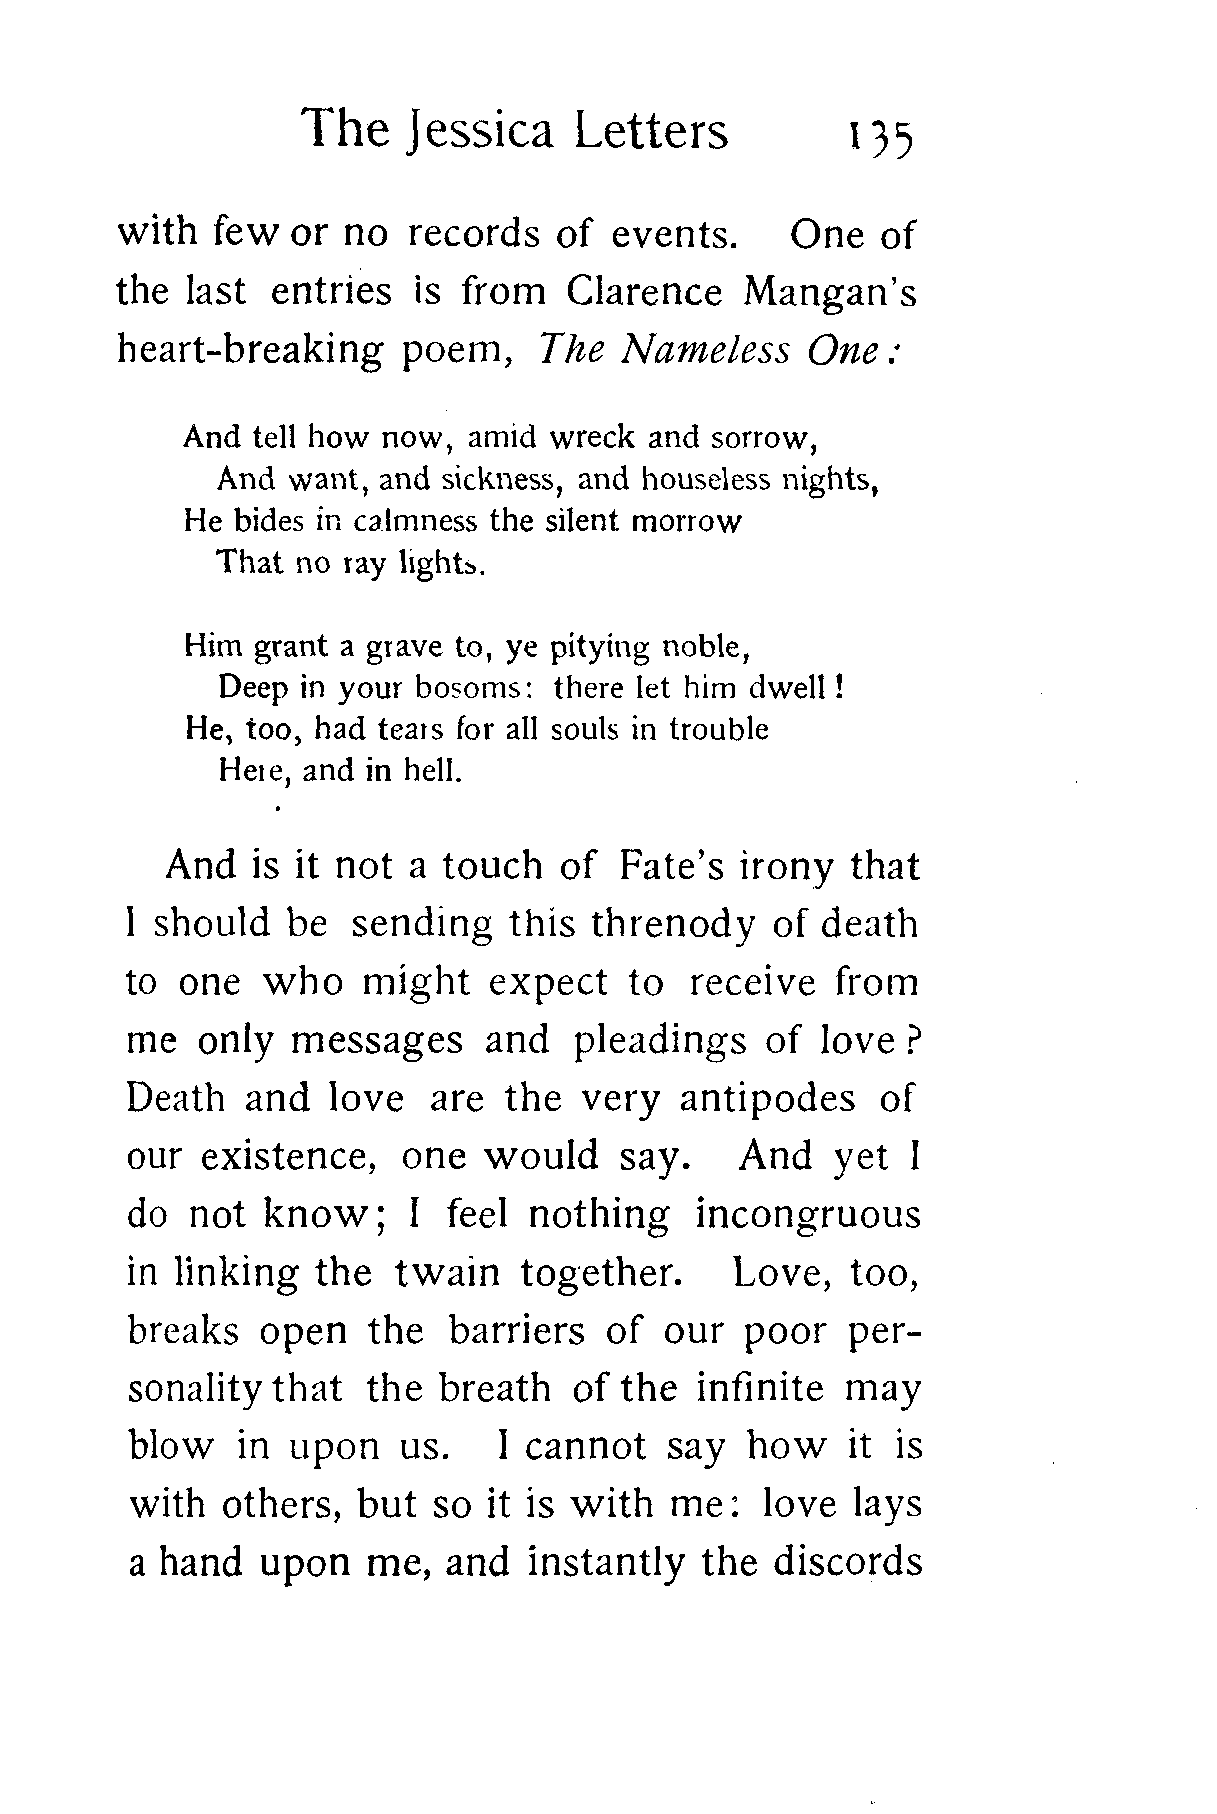 The Jessica Letters 135
with few or no records of events. One of
the last entries is from Clarence Mangan's
heart-breaking poem, The Nameless One:
And tell how now, amid wreck and sorrow,
And want, and sickness, and houseless nights,
He bides in calmness the silent morrow
That no ray lights.
Him grant a grave to, ye pitying noble,
Deep in your bosoms: there let him dwell!
He, too, had tears for all souls in trouble
Here, and in hell.
And is it not a touch of Fate's irony that
I should be sending this threnody of death
to one who might expect to receive from
me only messages and pleadings of love?
Death and love are the very antipodes of
our existence, one would say. And yet I
do not know; I feel nothing incongruous
in linking the twain together. Love, too,
breaks open the barriers of our poor per-
sonality that the breath of the infinite may
blow in upon us. I cannot say how it is
with others, but so it is with me: love lays
a hand upon me, and instantly the discords